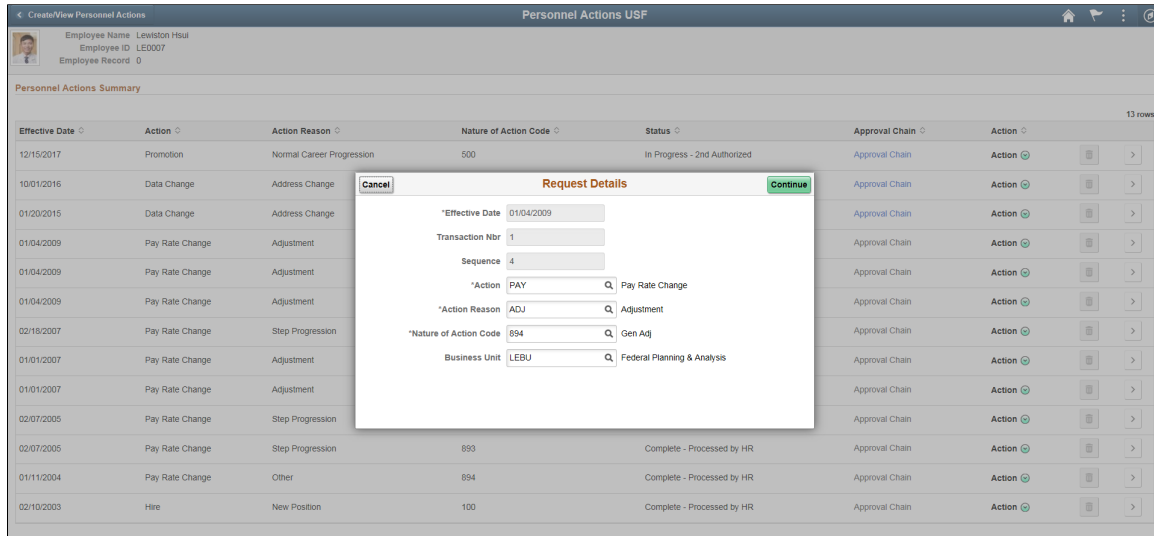 Create/View Personnel Actions Personnel Actions USF
Employee Name Lewiston Hsui
Employee ID LE0007
Employee Record 0
Personnel Actions Summary
13 rows
Effective Date Action Action Reason Nature of Action Code Status Approval Chain Action
12/15/2017 Promotion Normal Career Progression 500 In Progress - 2nd Authorized Approval Chain Action
10/01/2016 Data Change Address Change Approval Chain Action
01/20/2015 Data Change Address Change Approval Chain Action
01/04/2009 Pay Rate Change Adjustment Approval Chain Action
01/04/2009 Pay Rate Change Adjustment Approval Chain Action
01/04/2009 Pay Rate Change Adjustment Approval Chain Action
02/18/2007 Pay Rate Change Step Progression Approval Chain Action
01/01/2007 Pay Rate Change Adjustment Approval Chain Action
01/01/2007 Pay Rate Change Adjustment Approval Chain Action
02/07/2005 Pay Rate Change Step Progression Approval Chain Action
02/07/2005 Pay Rate Change Step Progression 893 Complete - Processed by HR Approval Chain Action
01/11/2004 Pay Rate Change Other 894 Complete - Processed by HR Approval Chain Action
02/10/2003 Hire New Position 100 Complete - Processed by HR Approval Chain Action
Cancel Request Details Continue
*Effective Date 01/04/2009
Transaction Nbr 1
Sequence 4
*Action PAY Pay Rate Change
*Action Reason ADJ Adjustment
*Nature of Action Code 894 Gen Adj
Business Unit LEBU Federal Planning & Analysis